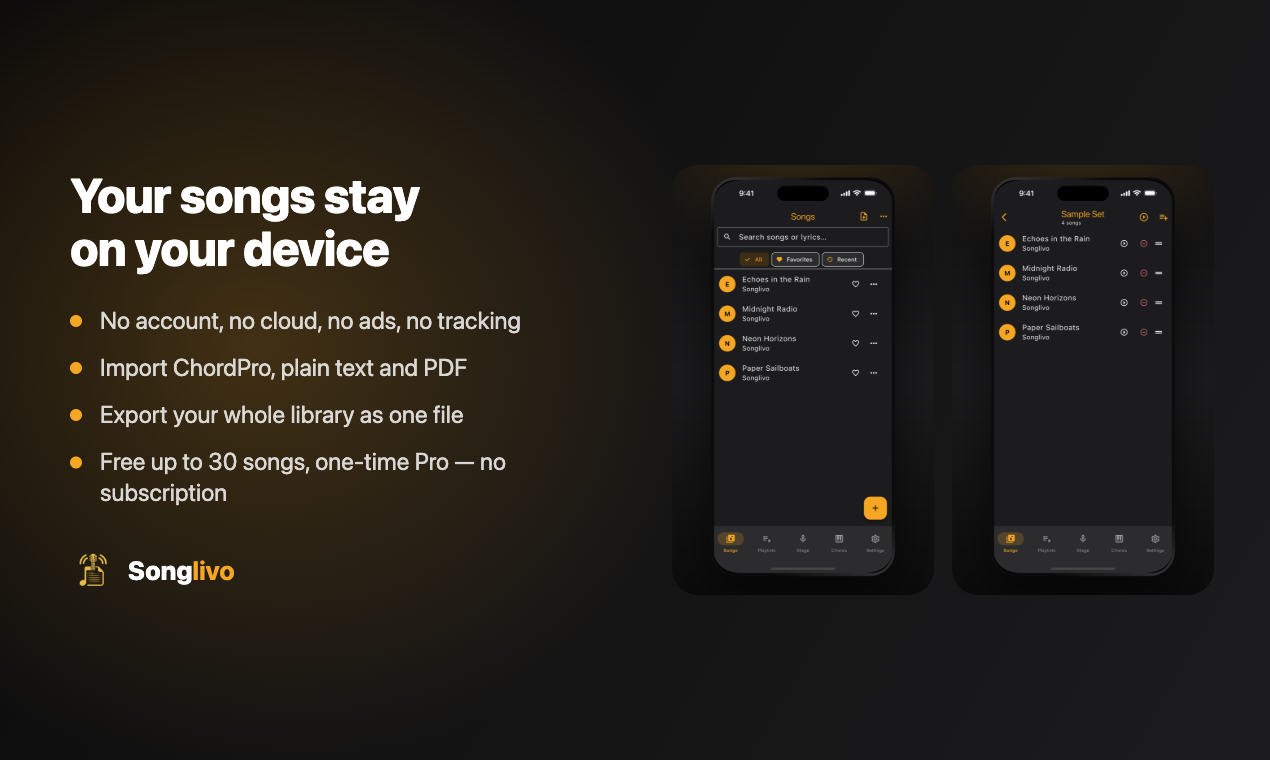 Your songs stay
on your device
No account, no cloud, no ads, no tracking
Import ChordPro, plain text and PDF
Export your whole library as one file
Free up to 30 songs, one-time Pro — no
subscription
Songlivo
9:41
Songs
Search songs or lyrics...
All
Favorites
Recent
E
Echoes in the Rain
Songlivo
M
Midnight Radio
Songlivo
N
Neon Horizons
Songlivo
P
Paper Sailboats
Songlivo
+
Songs
Playlists
Stage
Chords
Settings
9:41
Sample Set
4 songs
E
Echoes in the Rain
Songlivo
M
Midnight Radio
Songlivo
N
Neon Horizons
Songlivo
P
Paper Sailboats
Songlivo
Songs
Playlists
Stage
Chords
Settings